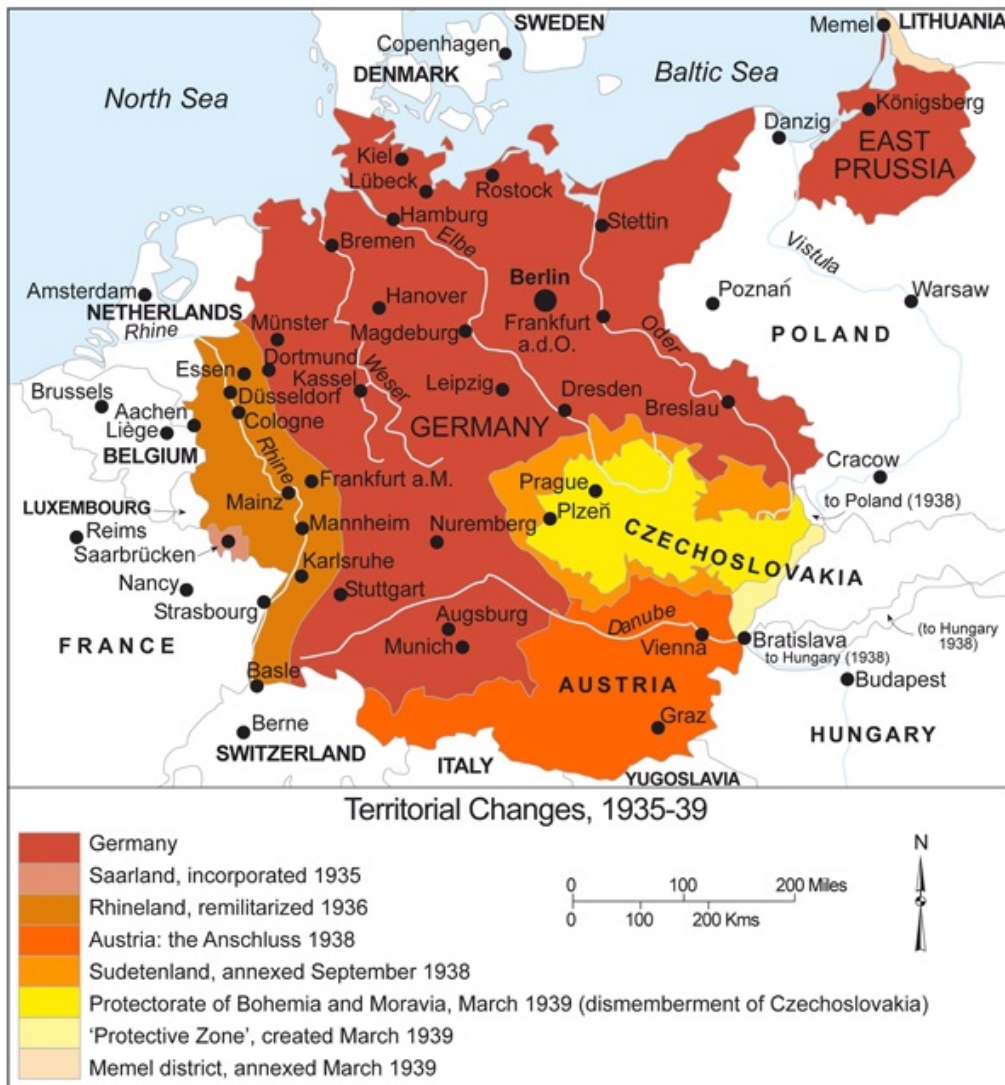 SWEDEN
Memel
LITHUANIA
Copenhagen
DENMARK
Baltic Sea
North Sea
Königsberg
Danzig
EAST
PRUSSIA
Kiel
Lübeck
Rostock
Hamburg
Stettin
Bremen
Elbe
Vistula
Berlin
Amsterdam
Hanover
Poznań
Warsaw
NETHERLANDS
Rhine
Münster
Magdeburg
Frankfurt
a.d.O.
Oder
POLAND
Essen
Dortmund
Kassel
Weser
Leipzig
Dresden
Brussels
Düsseldorf
Breslau
Aachen
Cologne
Liège
GERMANY
BELGIUM
Rhine
Cracow
Frankfurt a.M.
Prague
to Poland (1938)
LUXEMBOURG
Mainz
Plzeň
Reims
Mannheim
Nuremberg
CZECHOSLOVAKIA
Saarbrücken
Karlsruhe
Nancy
Stuttgart
Strasbourg
Augsburg
Danube
(to Hungary
1938)
FRANCE
Munich
Vienna
Bratislava
to Hungary (1938)
Basle
AUSTRIA
Budapest
Graz
Berne
HUNGARY
SWITZERLAND
ITALY
YUGOSLAVIA
Territorial Changes, 1935-39
Germany
Saarland, incorporated 1935
Rhineland, remilitarized 1936
Austria: the Anschluss 1938
Sudetenland, annexed September 1938
Protectorate of Bohemia and Moravia, March 1939 (dismemberment of Czechoslovakia)
'Protective Zone', created March 1939
Memel district, annexed March 1939
0 100 200 Miles
0 100 200 Kms
N